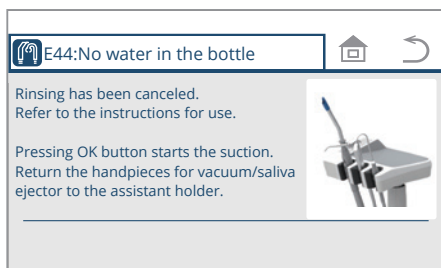 E44:No water in the bottle
Rinsing has been canceled.
Refer to the instructions for use.
Pressing OK button starts the suction.
Return the handpieces for vacuum/saliva
ejector to the assistant holder.